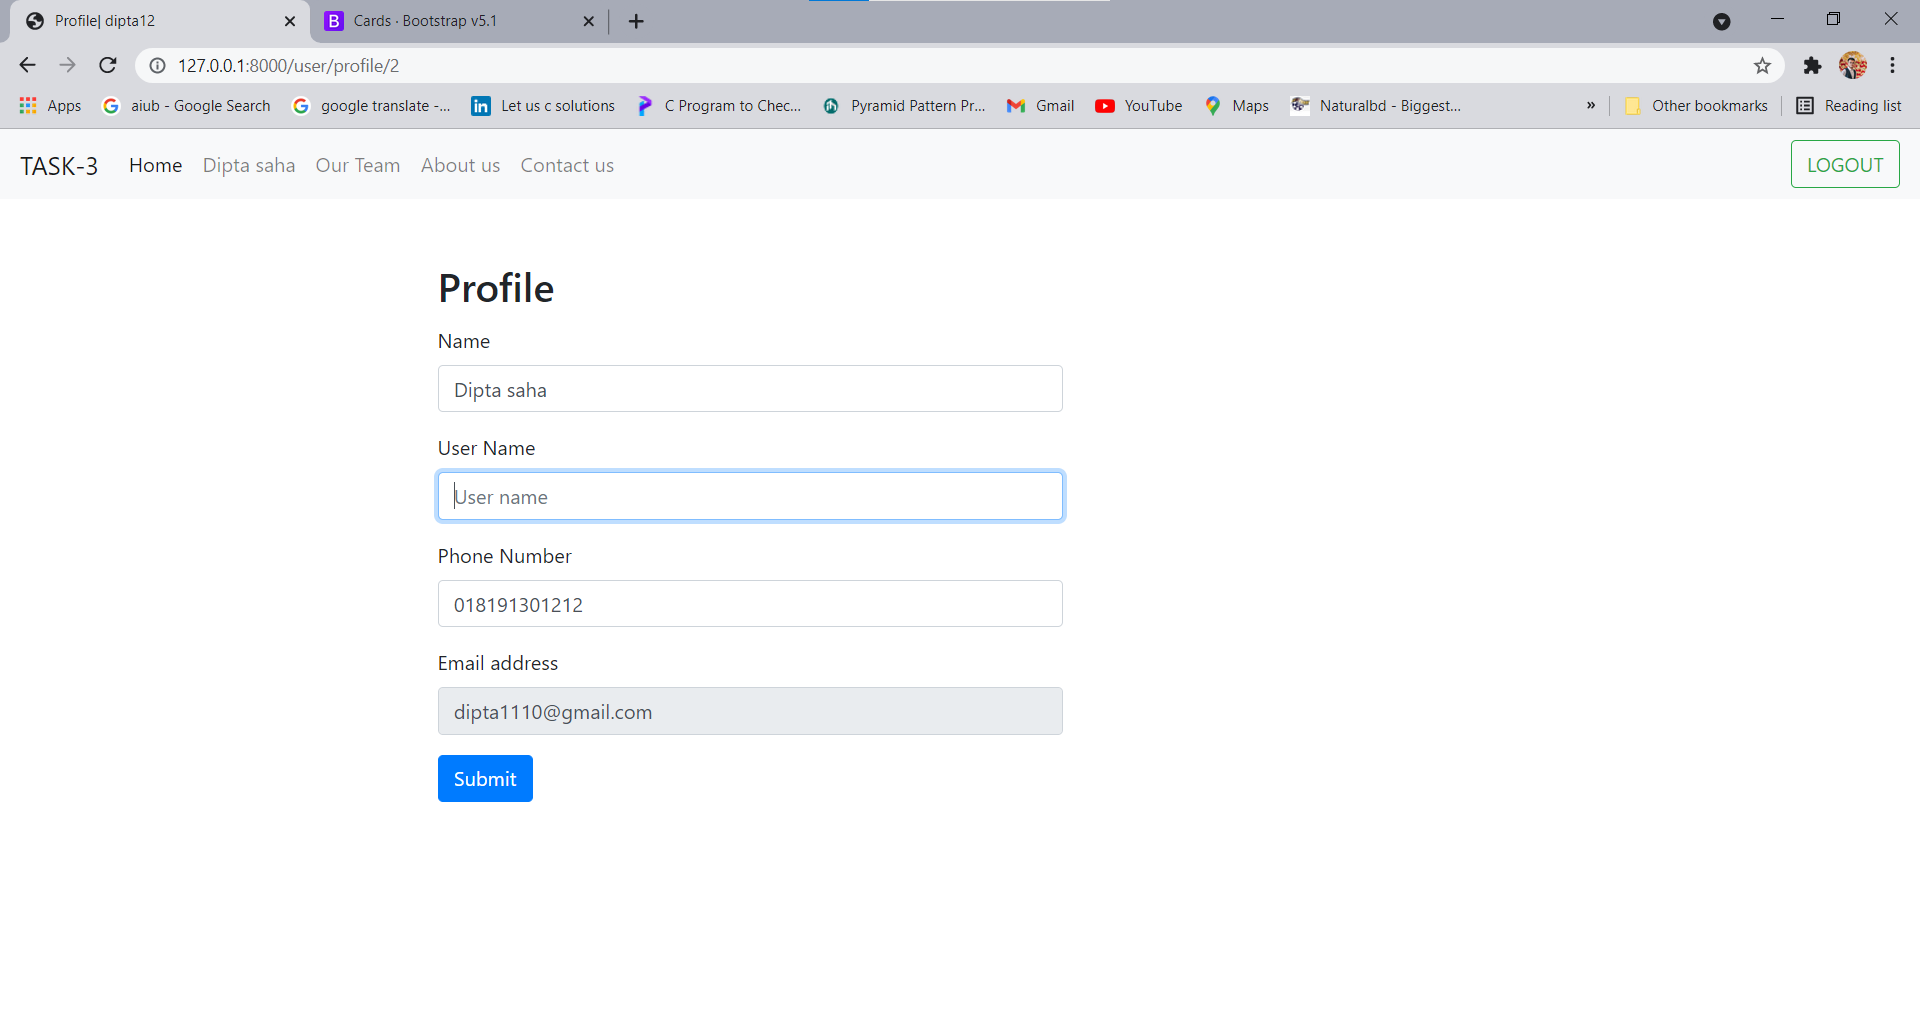 Profile| dipta12
Cards · Bootstrap v5.1
127.0.0.1:8000/user/profile/2
Apps
aiub - Google Search
google translate -...
Let us c solutions
C Program to Chec...
Pyramid Pattern Pr...
Gmail
YouTube
Maps
Naturalbd - Biggest...
»
Other bookmarks
Reading list
TASK-3
Home
Dipta saha
Our Team
About us
Contact us
LOGOUT
Profile
Name
Dipta saha
User Name
User name
Phone Number
018191301212
Email address
dipta1110@gmail.com
Submit